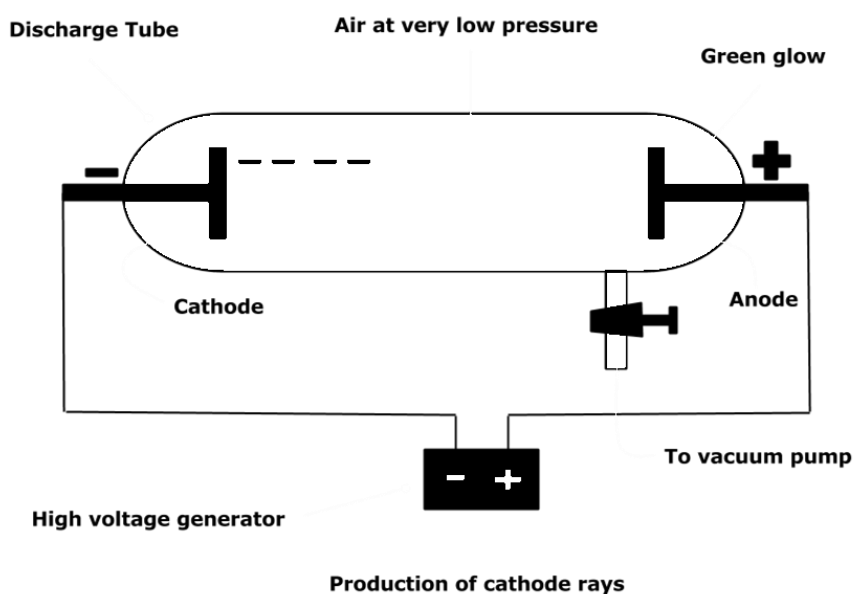 Discharge Tube
Air at very low pressure
Green glow
Cathode
Anode
To vacuum pump
High voltage generator
Production of cathode rays